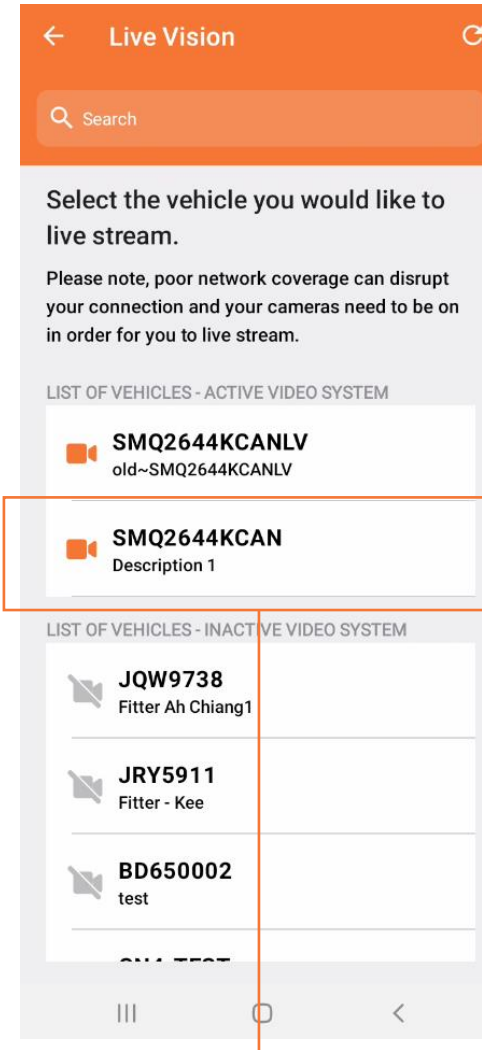 Live Vision
Search
Select the vehicle you would like to
live stream.
Please note, poor network coverage can disrupt
your connection and your cameras need to be on
in order for you to live stream.
LIST OF VEHICLES - ACTIVE VIDEO SYSTEM
SMQ2644KCANLV
old~SMQ2644KCANLV
SMQ2644KCAN
Description 1
LIST OF VEHICLES - INACTIVE VIDEO SYSTEM
JQW9738
Fitter Ah Chiang1
JRY5911
Fitter - Kee
BD650002
test